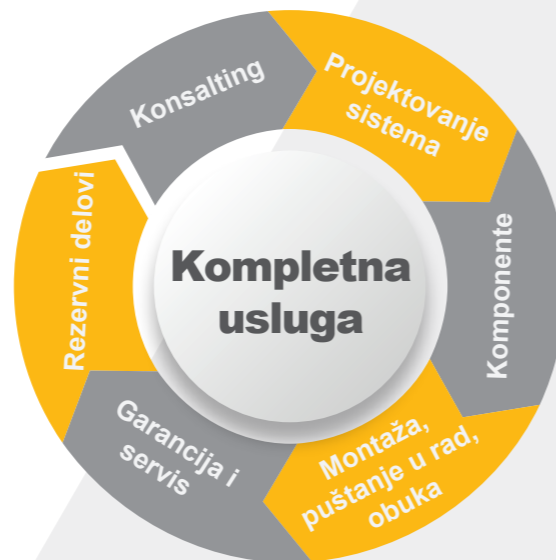 Konsalting
Projektovanje
sistema
Komponente
Montaža,
puštanje u rad,
obuka
Garancija i
servis
Rezervni delovi
Kompletna
usluga